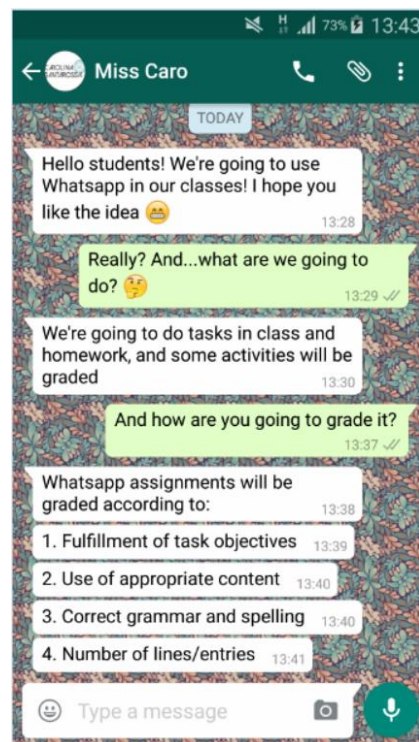 73% 13:43
Miss Caro
TODAY
Hello students! We're going to use
Whatsapp in our classes! I hope you
like the idea 😁
13:28
Really? And...what are we going to
do? 🤔
13:29
We're going to do tasks in class and
homework, and some activities will be
graded
13:30
And how are you going to grade it?
13:37
Whatsapp assignments will be
graded according to:
13:38
1. Fulfillment of task objectives 13:39
2. Use of appropriate content 13:40
3. Correct grammar and spelling 13:40
4. Number of lines/entries 13:41
Type a message